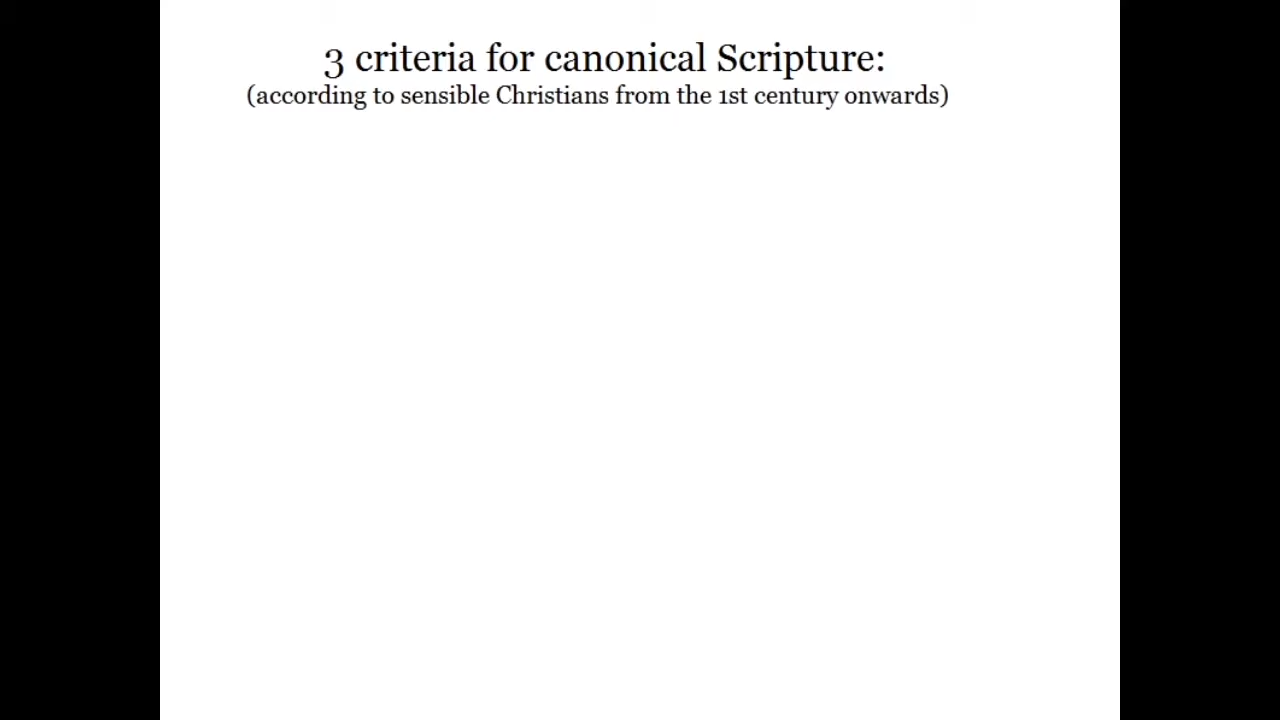 3 criteria for canonical Scripture:
(according to sensible Christians from the 1st century onwards)